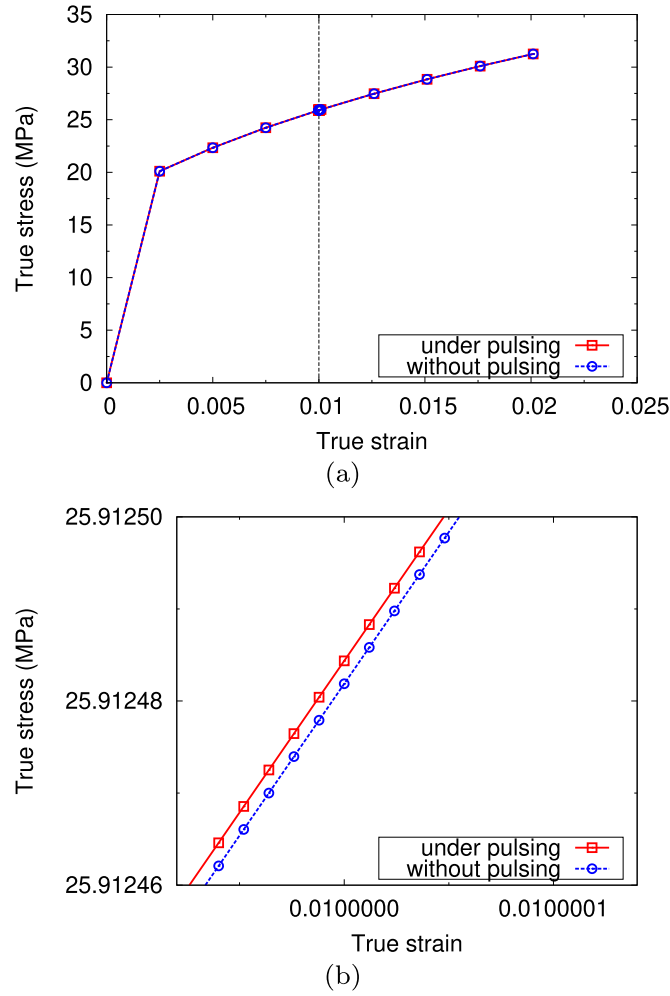 35
30
25
20
15
10
5
0
True stress (MPa)
under pulsing
without pulsing
0 0.005 0.01 0.015 0.02 0.025
True strain
(a)
25.91250
25.91248
25.91246
True stress (MPa)
under pulsing
without pulsing
0.0100000 0.0100001
True strain
(b)